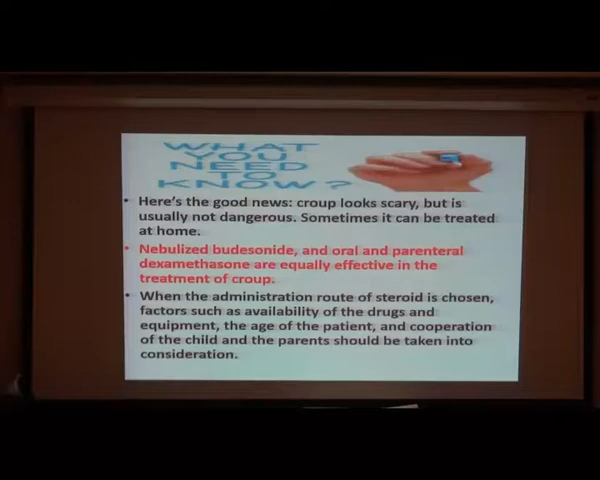 WHAT
YOU
NEED
TO
KNOW ?
• Here's the good news: croup looks scary, but is
usually not dangerous. Sometimes it can be treated
at home.
• Nebulized budesonide, and oral and parenteral
dexamethasone are equally effective in the
treatment of croup.
• When the administration route of steroid is chosen,
factors such as availability of the drugs and
equipment, the age of the patient, and cooperation
of the child and the parents should be taken into
consideration.